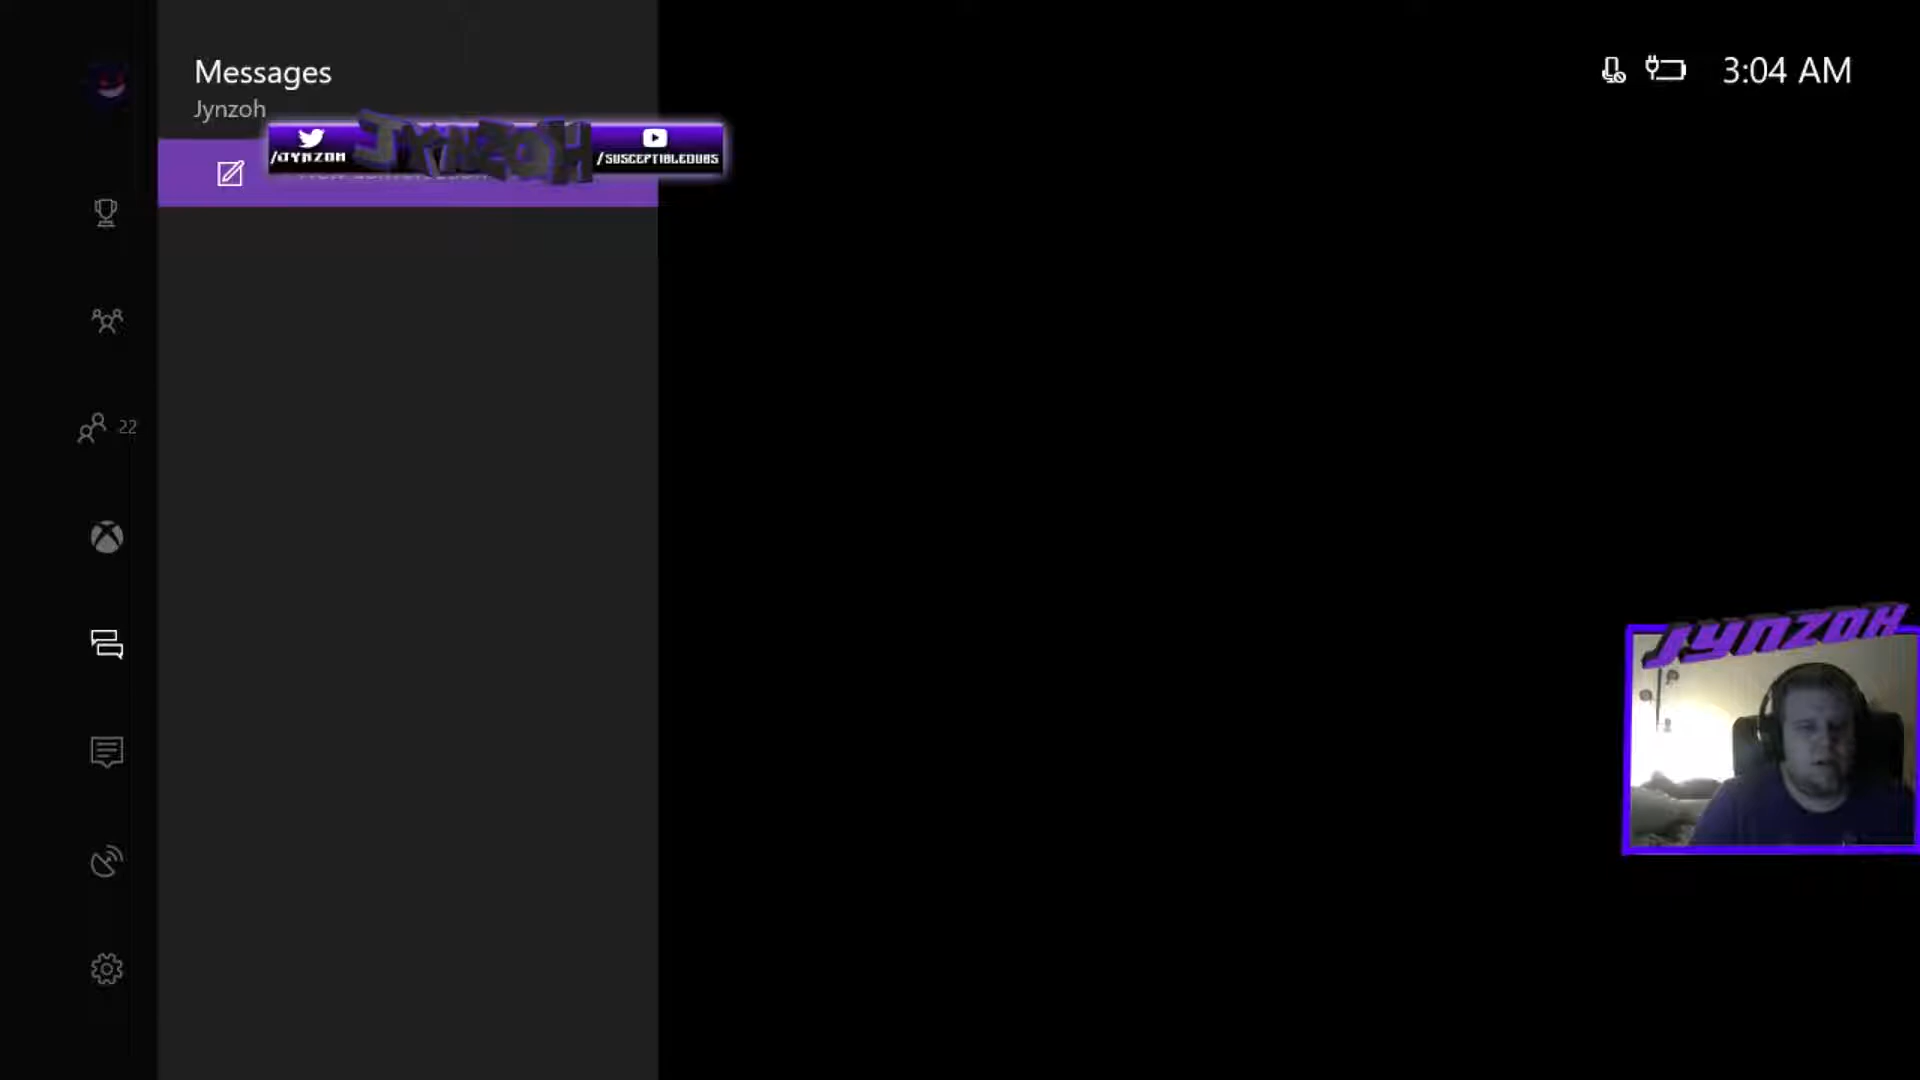 Messages
3:04 AM
Jynzoh
/JYNZOH
JYNZOH
/SUSCEPTIBLEDUBS
22
JYNZOH